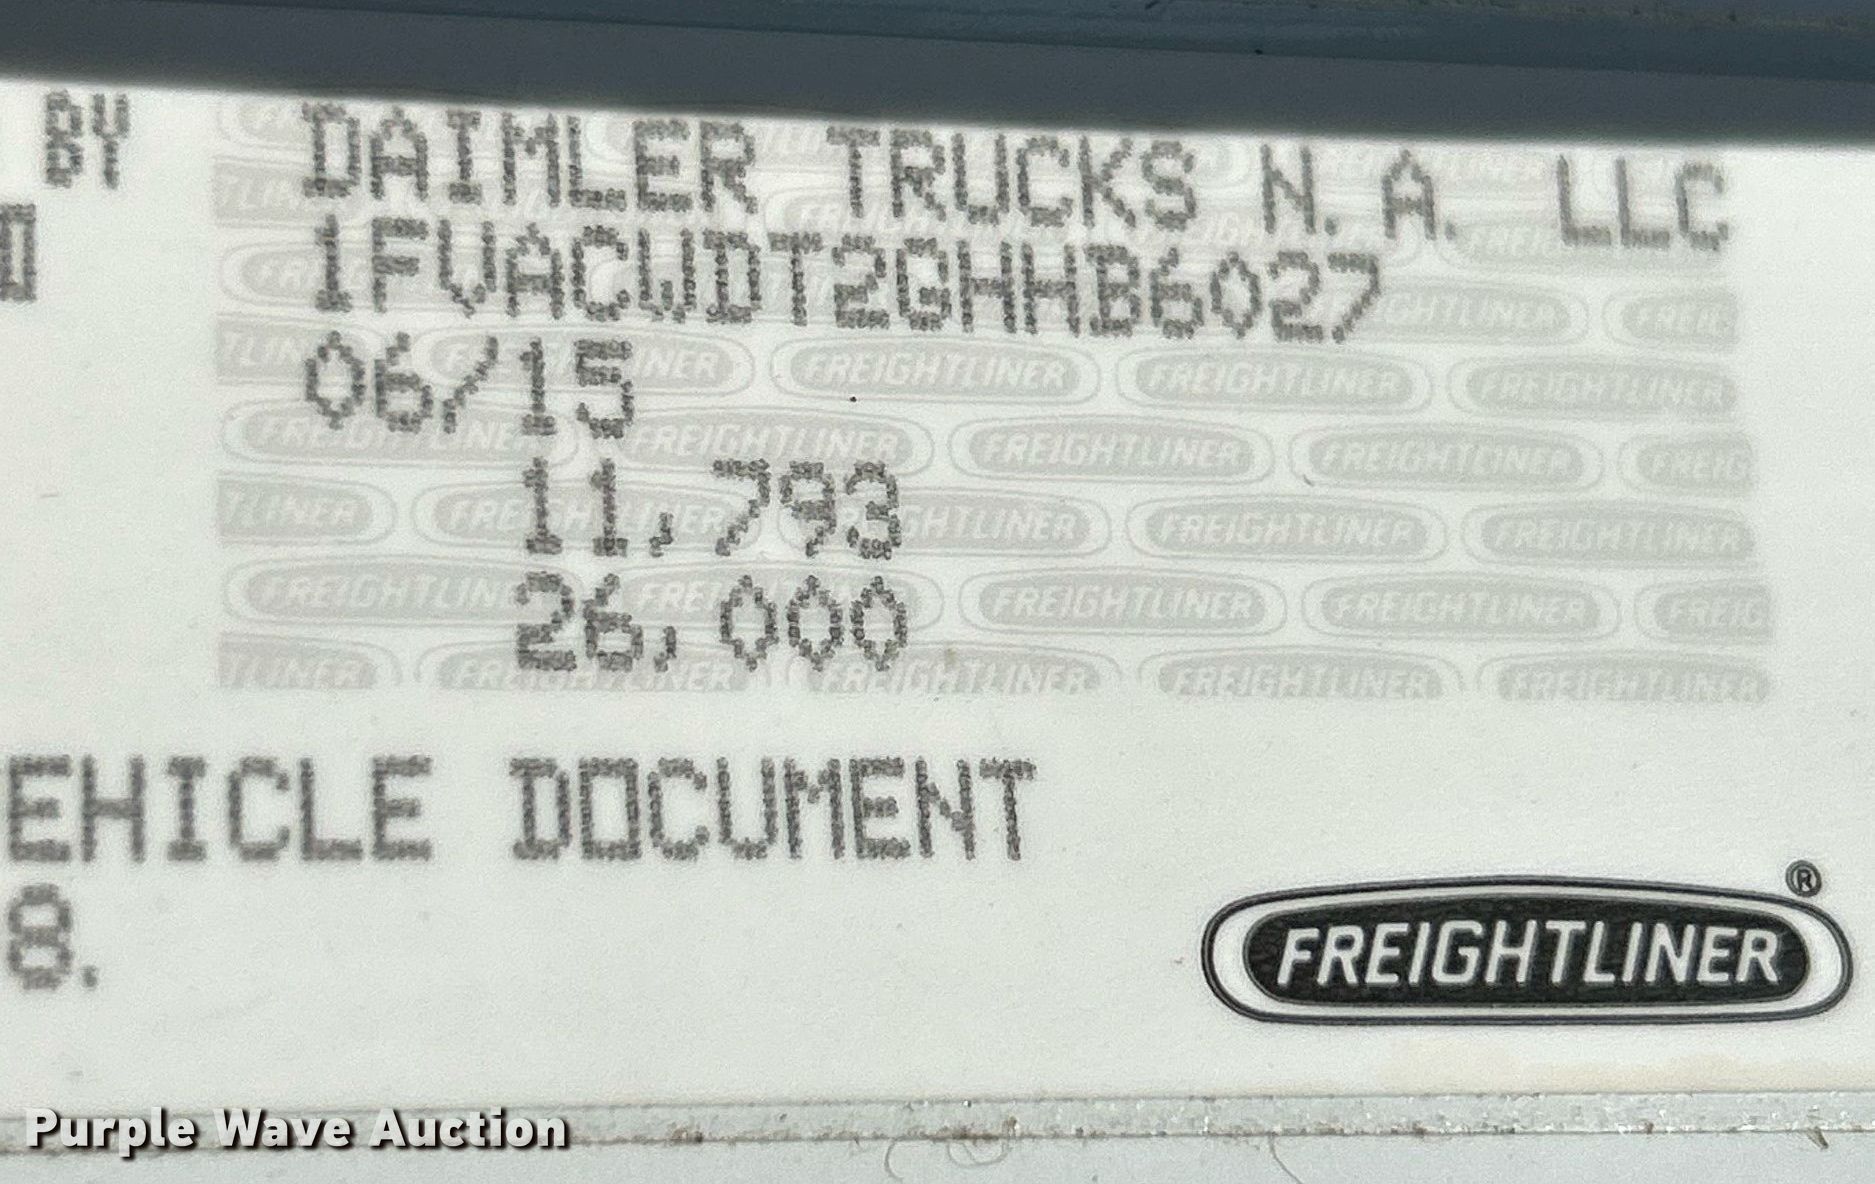 BY DAIMLER TRUCKS N.A. LLC
1FVACWDT2GHHB6027
06/15
11,793
26,000
EHICLE DOCUMENT
8.
FREIGHTLINER®
Purple Wave Auction